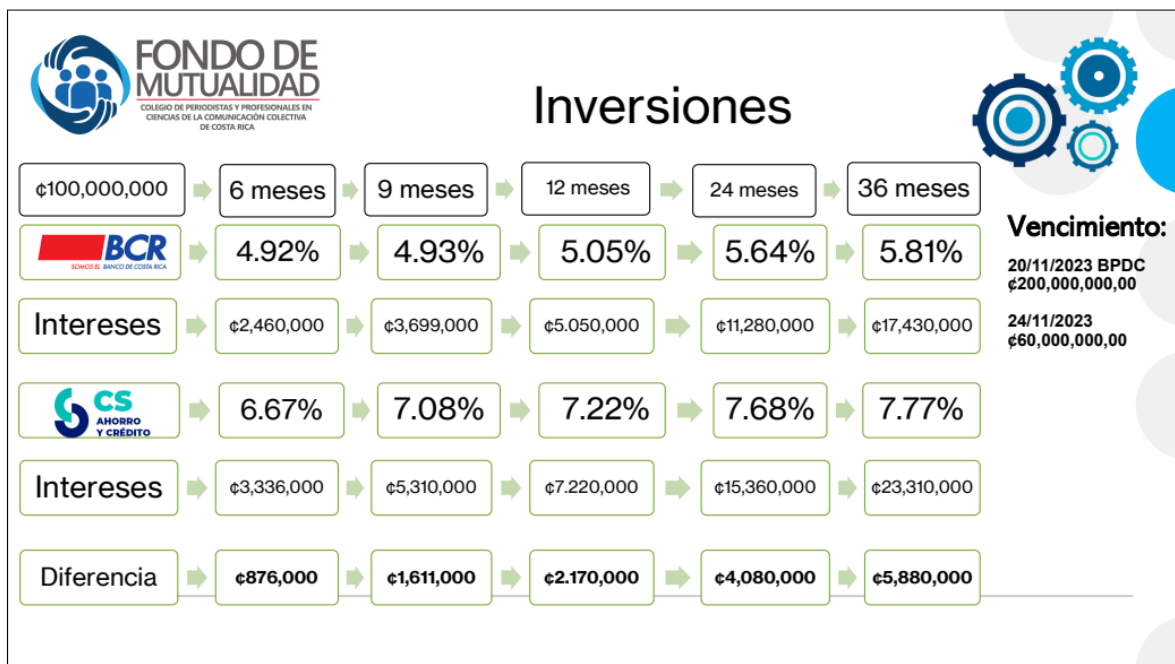 FONDO DE
MUTUALIDAD
COLEGIO DE PERIODISTAS Y PROFESIONALES EN
CIENCIAS DE LA COMUNICACIÓN COLECTIVA
DE COSTA RICA
Inversiones
¢100,000,000 6 meses 9 meses 12 meses 24 meses 36 meses
BCR 4.92% 4.93% 5.05% 5.64% 5.81%
SOMOS EL BANCO DE COSTA RICA
Intereses ¢2,460,000 ¢3,699,000 ¢5.050,000 ¢11,280,000 ¢17,430,000
CS 6.67% 7.08% 7.22% 7.68% 7.77%
AHORRO
Y CRÉDITO
Intereses ¢3,336,000 ¢5,310,000 ¢7.220,000 ¢15,360,000 ¢23,310,000
Diferencia ¢876,000 ¢1,611,000 ¢2.170,000 ¢4,080,000 ¢5,880,000
Vencimiento:
20/11/2023 BPDC
¢200,000,000,00
24/11/2023
¢60,000,000,00